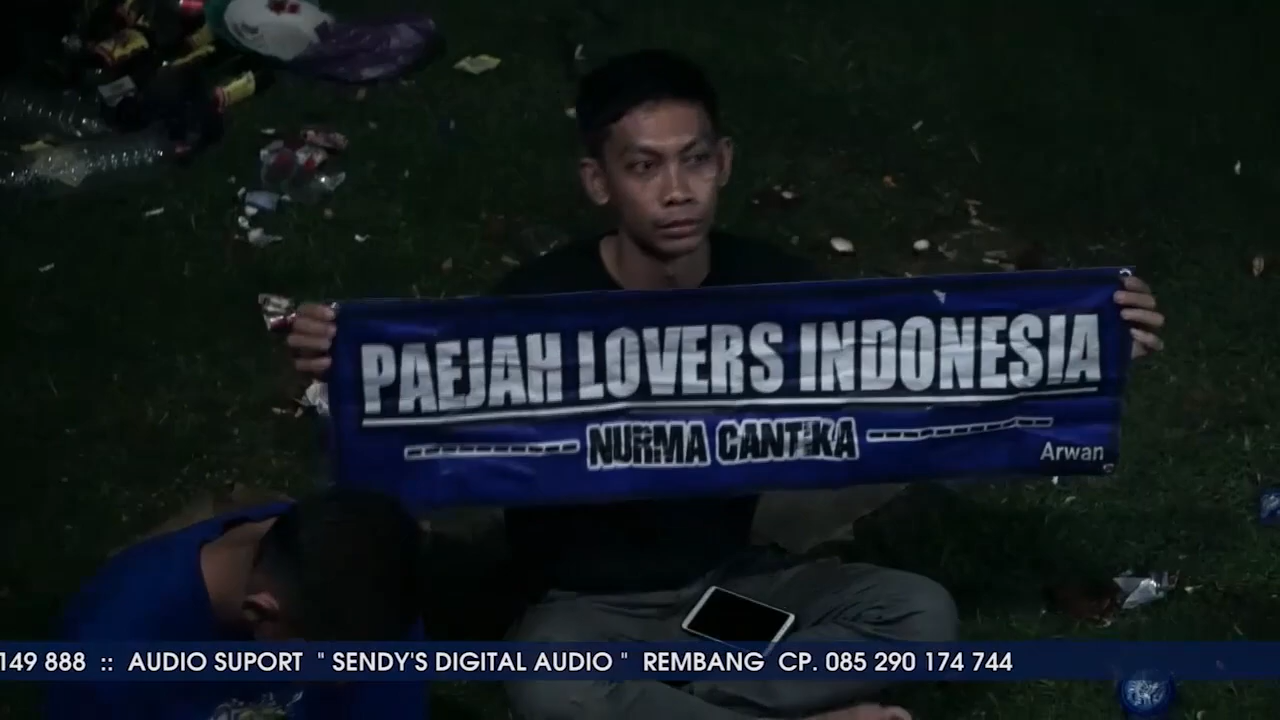 PAEJAH LOVERS INDONESIA
NURMA CANTIKA
Arwan
149 888 :: AUDIO SUPORT " SENDY'S DIGITAL AUDIO " REMBANG CP. 085 290 174 744